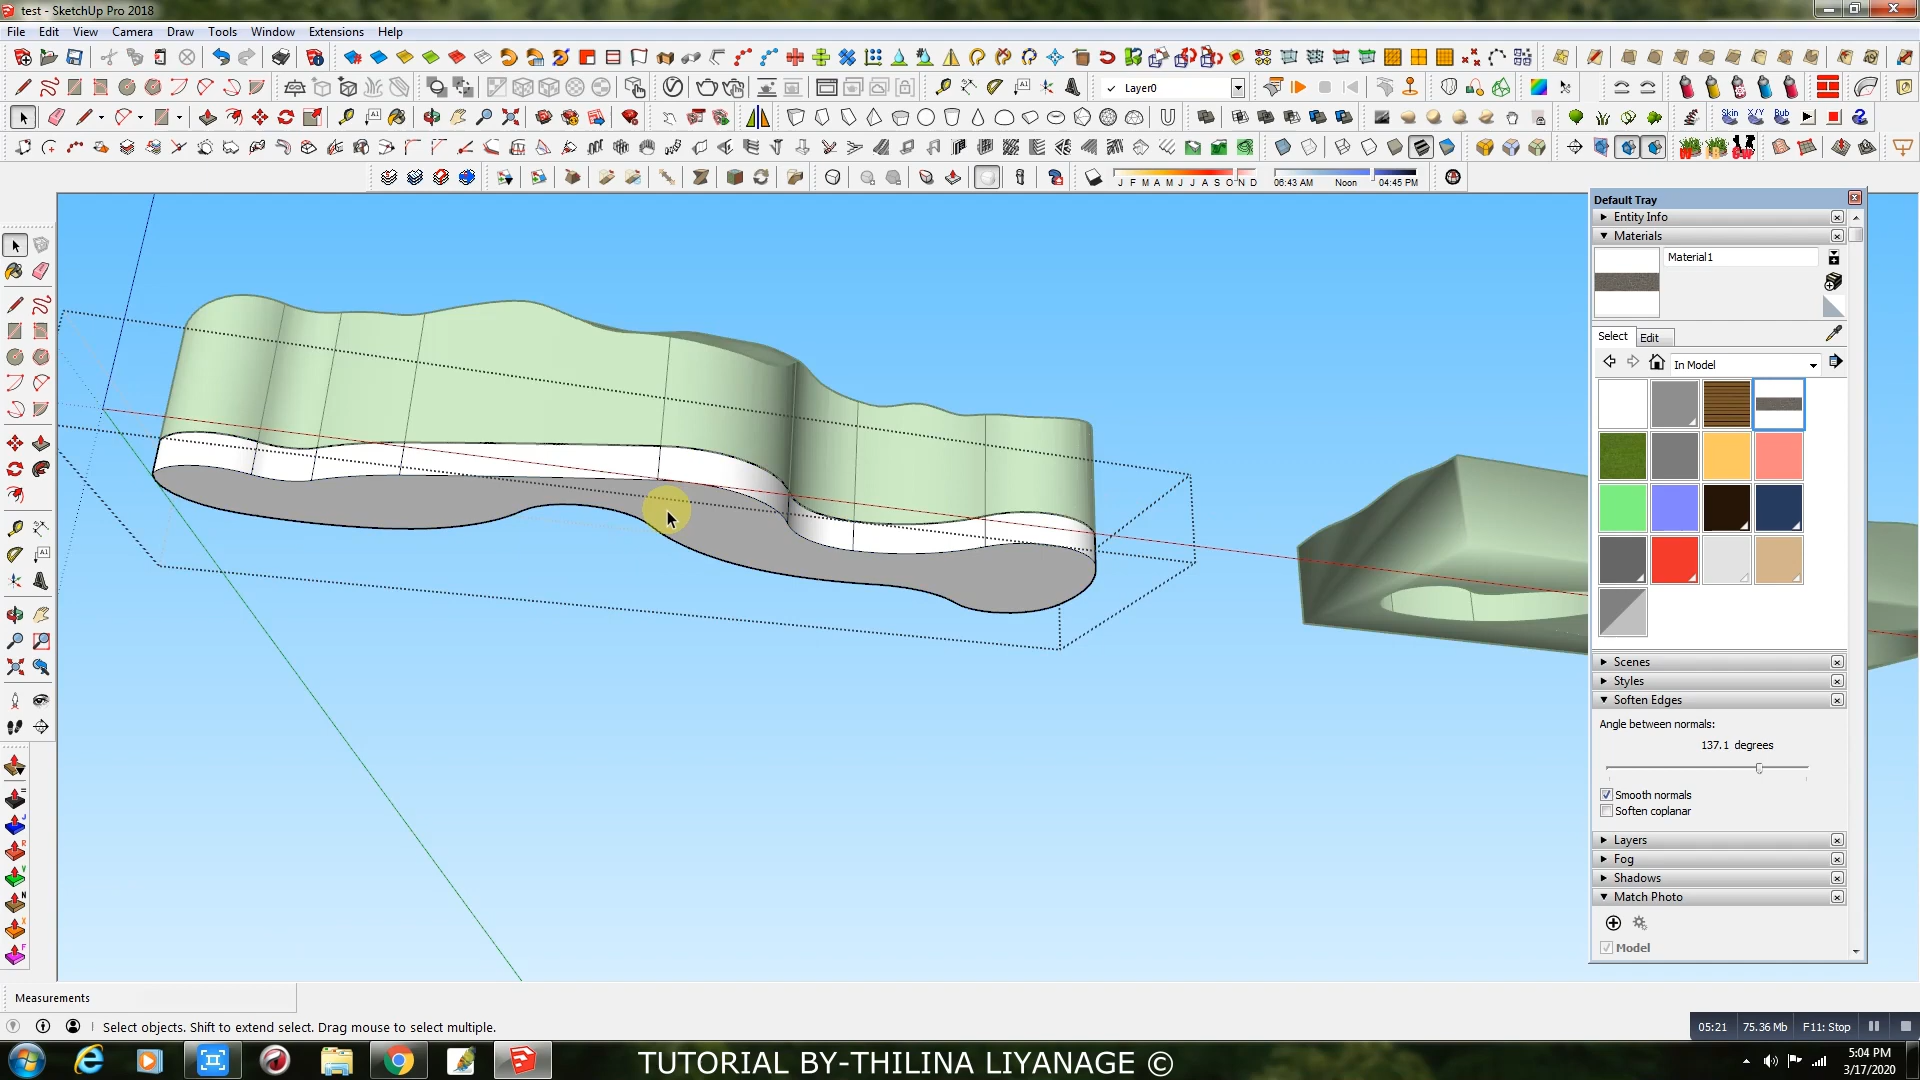 test - SketchUp Pro 2018
File Edit View Camera Draw Tools Window Extensions Help
Layer0
Skin X/Y Bub
J F M A M J J A S O N D
06:43 AM Noon 04:45 PM
Default Tray
Entity Info
Materials
Material1
Select Edit
In Model
Scenes
Styles
Soften Edges
Angle between normals:
137.1 degrees
Smooth normals
Soften coplanar
Layers
Fog
Shadows
Match Photo
Model
Measurements
Select objects. Shift to extend select. Drag mouse to select multiple.
05:21 75.36 Mb F11: Stop
TUTORIAL BY-THILINA LIYANAGE ©
5:04 PM
3/17/2020